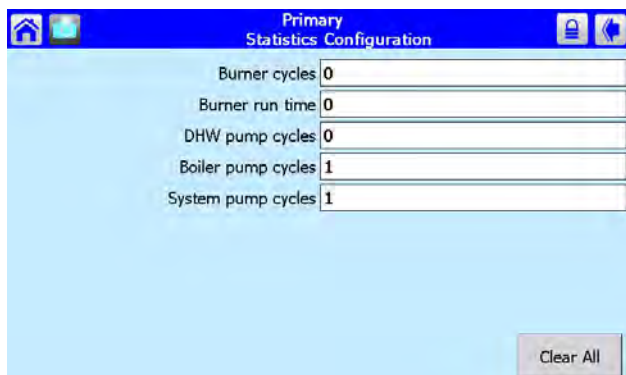 Primary
Statistics Configuration
Burner cycles 0
Burner run time 0
DHW pump cycles 0
Boiler pump cycles 1
System pump cycles 1
Clear All